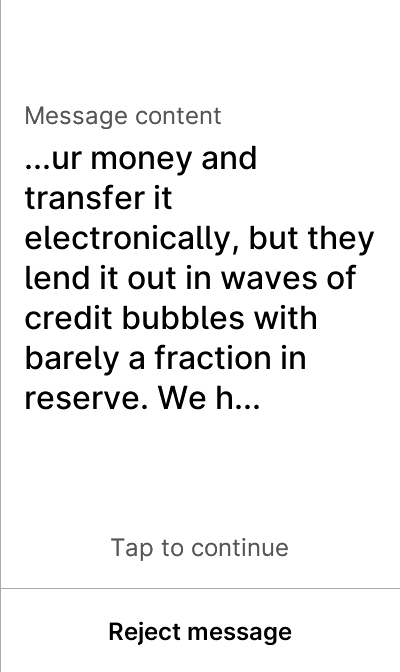 Message content
...ur money and
transfer it
electronically, but they
lend it out in waves of
credit bubbles with
barely a fraction in
reserve. We h...
Tap to continue
Reject message